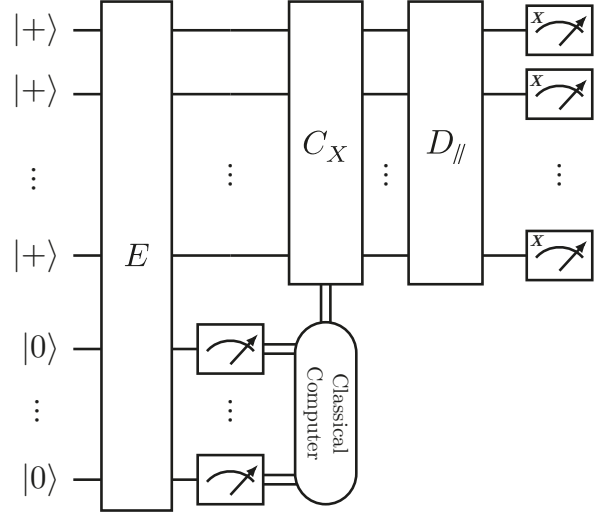 |+⟩
X
|+⟩
X
C_X
D_{//}
⋮
⋮
⋮
⋮
|+⟩
E
X
|0⟩
Classical
Computer
⋮
⋮
|0⟩